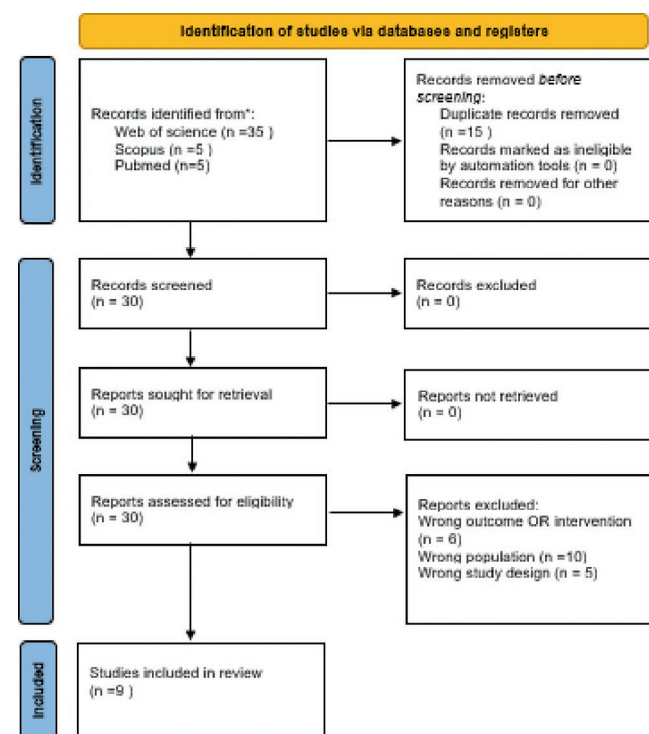 Identification of studies via databases and registers
Identification
Records identified from*:
Web of science (n =35 )
Scopus (n =5 )
Pubmed (n=5)
Records removed before
screening:
Duplicate records removed
(n =15 )
Records marked as ineligible
by automation tools (n = 0)
Records removed for other
reasons (n = 0)
Screening
Records screened
(n = 30)
Records excluded
(n = 0)
Reports sought for retrieval
(n = 30)
Reports not retrieved
(n = 0)
Reports assessed for eligibility
(n = 30)
Reports excluded:
Wrong outcome OR intervention
(n = 6)
Wrong population (n =10)
Wrong study design (n = 5)
Included
Studies included in review
(n =9 )